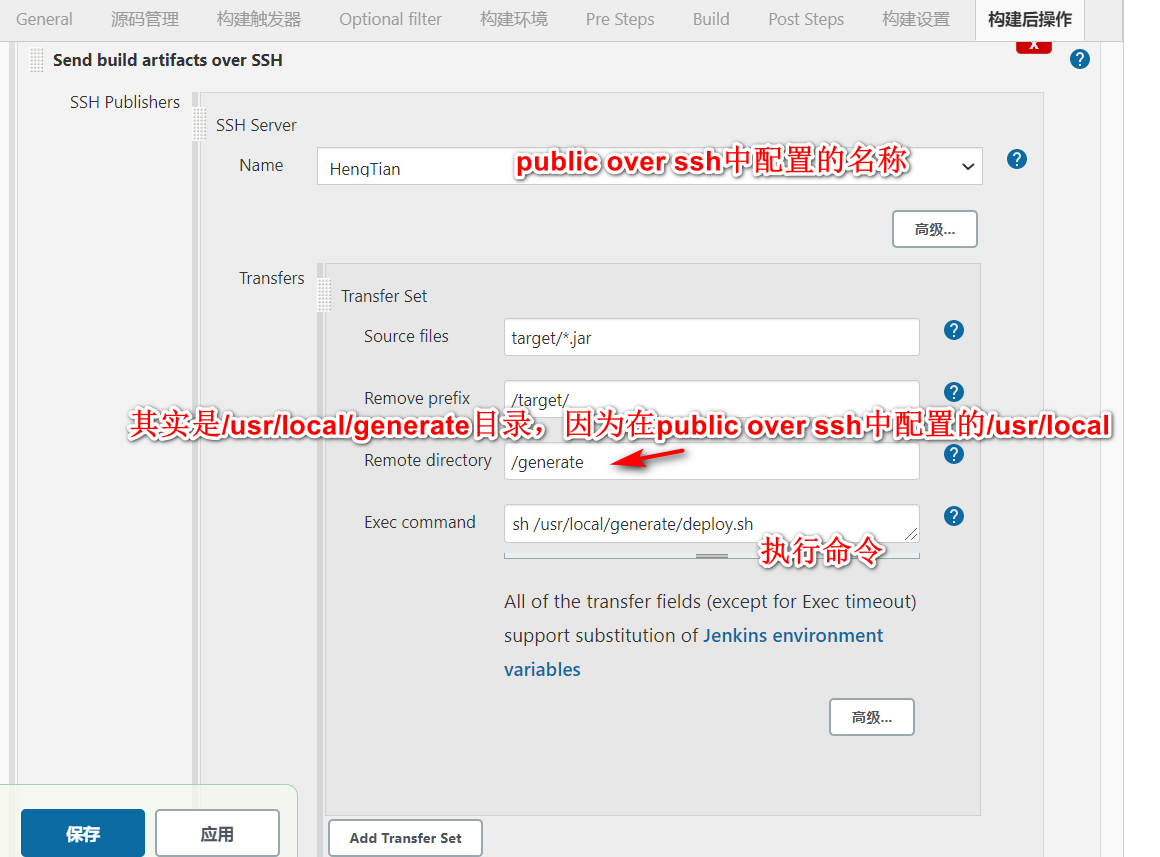 General 源码管理 构建触发器 Optional filter 构建环境 Pre Steps Build Post Steps 构建设置 构建后操作
X
Send build artifacts over SSH ?
SSH Publishers
SSH Server
Name HengTian public over ssh中配置的名称 ?
高级...
Transfers
Transfer Set
Source files target/*.jar ?
Remove prefix /target/ ?
其实是/usr/local/generate目录，因为在public over ssh中配置的/usr/local
Remote directory /generate ?
Exec command sh /usr/local/generate/deploy.sh ?
执行命令
All of the transfer fields (except for Exec timeout)
support substitution of Jenkins environment
variables
高级...
保存 应用 Add Transfer Set